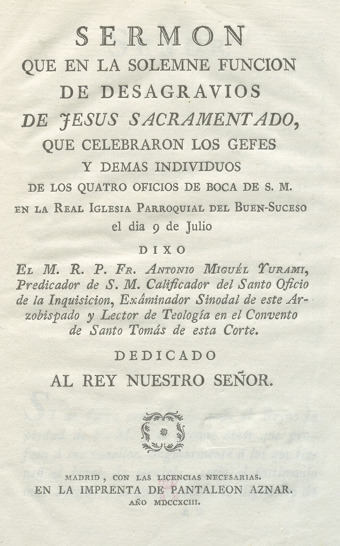 SERMON
QUE EN LA SOLEMNE FUNCION
DE DESAGRAVIOS
DE JESUS SACRAMENTADO,
QUE CELEBRARON LOS GEFES
Y DEMAS INDIVIDUOS
DE LOS QUATRO OFICIOS DE BOCA DE S. M.
EN LA REAL IGLESIA PARROQUIAL DEL BUEN-SUCESO
el dia 9 de Julio
DIXO
EL M. R. P. FR. ANTONIO MIGUÉL YURAMI,
Predicador de S. M. Calificador del Santo Oficio
de la Inquisicion, Exáminador Sinodal de este Ar-
zobispado y Lector de Teología en el Convento
de Santo Tomás de esta Corte.
DEDICADO
AL REY NUESTRO SEÑOR.
MADRID, CON LAS LICENCIAS NECESARIAS.
EN LA IMPRENTA DE PANTALEON AZNAR.
AÑO MDCCXCIII.